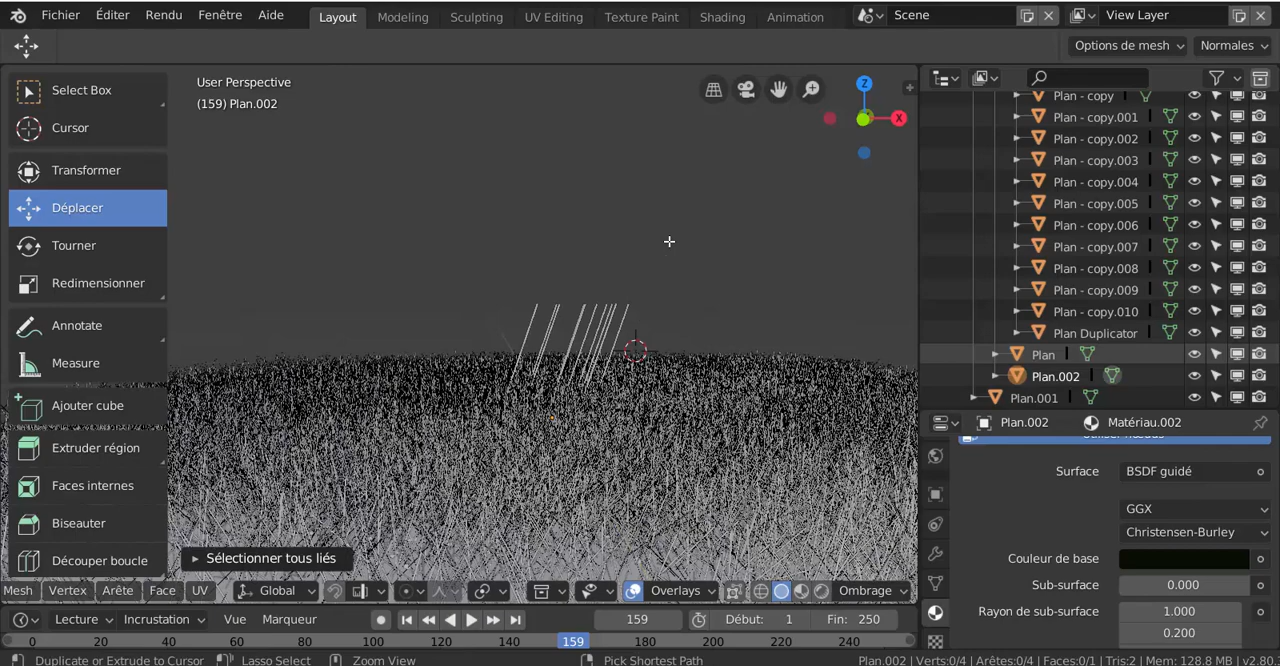 Fichier Éditer Rendu Fenêtre Aide Layout Modeling Sculpting UV Editing Texture Paint Shading Animation Scene View Layer
Options de mesh Normales
Select Box
Cursor
Transformer
Déplacer
Tourner
Redimensionner
Annotate
Measure
Ajouter cube
Extruder région
Faces internes
Biseauter
Découper boucle
User Perspective
(159) Plan.002
Z
X
Sélectionner tous liés
Plan - copy
Plan - copy.001
Plan - copy.002
Plan - copy.003
Plan - copy.004
Plan - copy.005
Plan - copy.006
Plan - copy.007
Plan - copy.008
Plan - copy.009
Plan - copy.010
Plan Duplicator
Plan
Plan.002
Plan.001
Plan.002 Matériau.002
Surface BSDF guidé
GGX
Christensen-Burley
Couleur de base
Sub-surface 0.000
Rayon de sub-surface 1.000
0.200
Mesh Vertex Arête Face UV Global Overlays Ombrage
Lecture Incrustation Vue Marqueur 159 Début: 1 Fin: 250
0 20 40 60 80 100 120 140 159 180 200 220 240
Duplicate or Extrude to Cursor Lasso Select Zoom View Pick Shortest Path Plan.002 | Verts:0/4 | Arêtes:0/4 | Faces:0/1 | Tris:2 | Mem: 128.8 MB | v2.80.